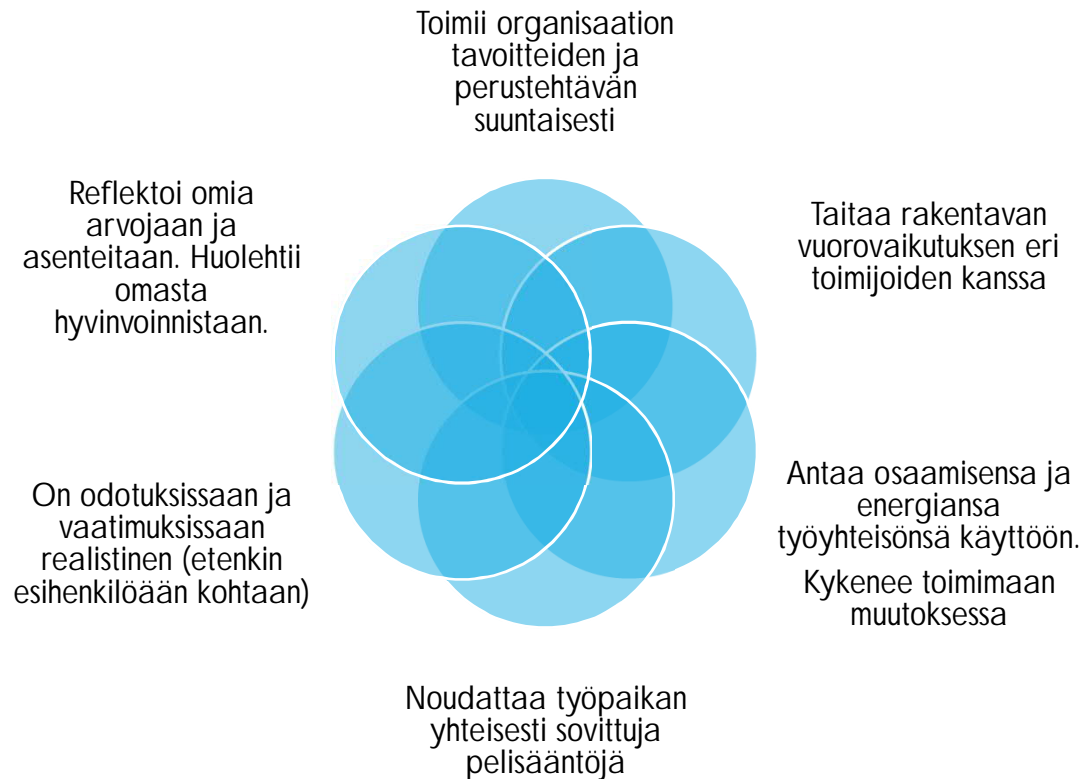 Toimii organisaation
tavoitteiden ja
perustehtävän
suuntaisesti
Taitaa rakentavan
vuorovaikutuksen eri
toimijoiden kanssa
Antaa osaamisensa ja
energiansa
työyhteisönsä käyttöön.
Kykenee toimimaan
muutoksessa
Noudattaa työpaikan
yhteisesti sovittuja
pelisääntöjä
On odotuksissaan ja
vaatimuksissaan
realistinen (etenkin
esihenkilöään kohtaan)
Reflektoi omia
arvojaan ja
asenteitaan. Huolehtii
omasta
hyvinvoinnistaan.